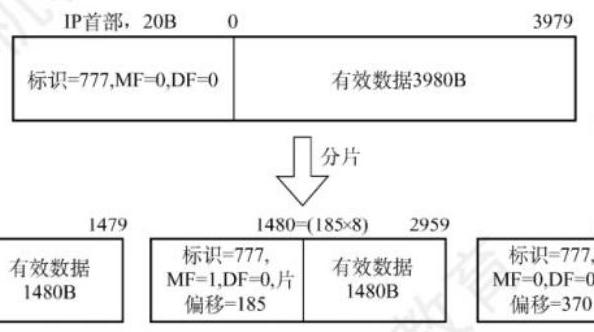 IP首部，20B 0 3979
标识=777,MF=0,DF=0 有效数据3980B
分片
1479 1480=(185×8) 2959
有效数据
1480B
标识=777,
MF=1,DF=0,片
偏移=185
有效数据
1480B
标识=777,
MF=0,DF=0
偏移=370
教育